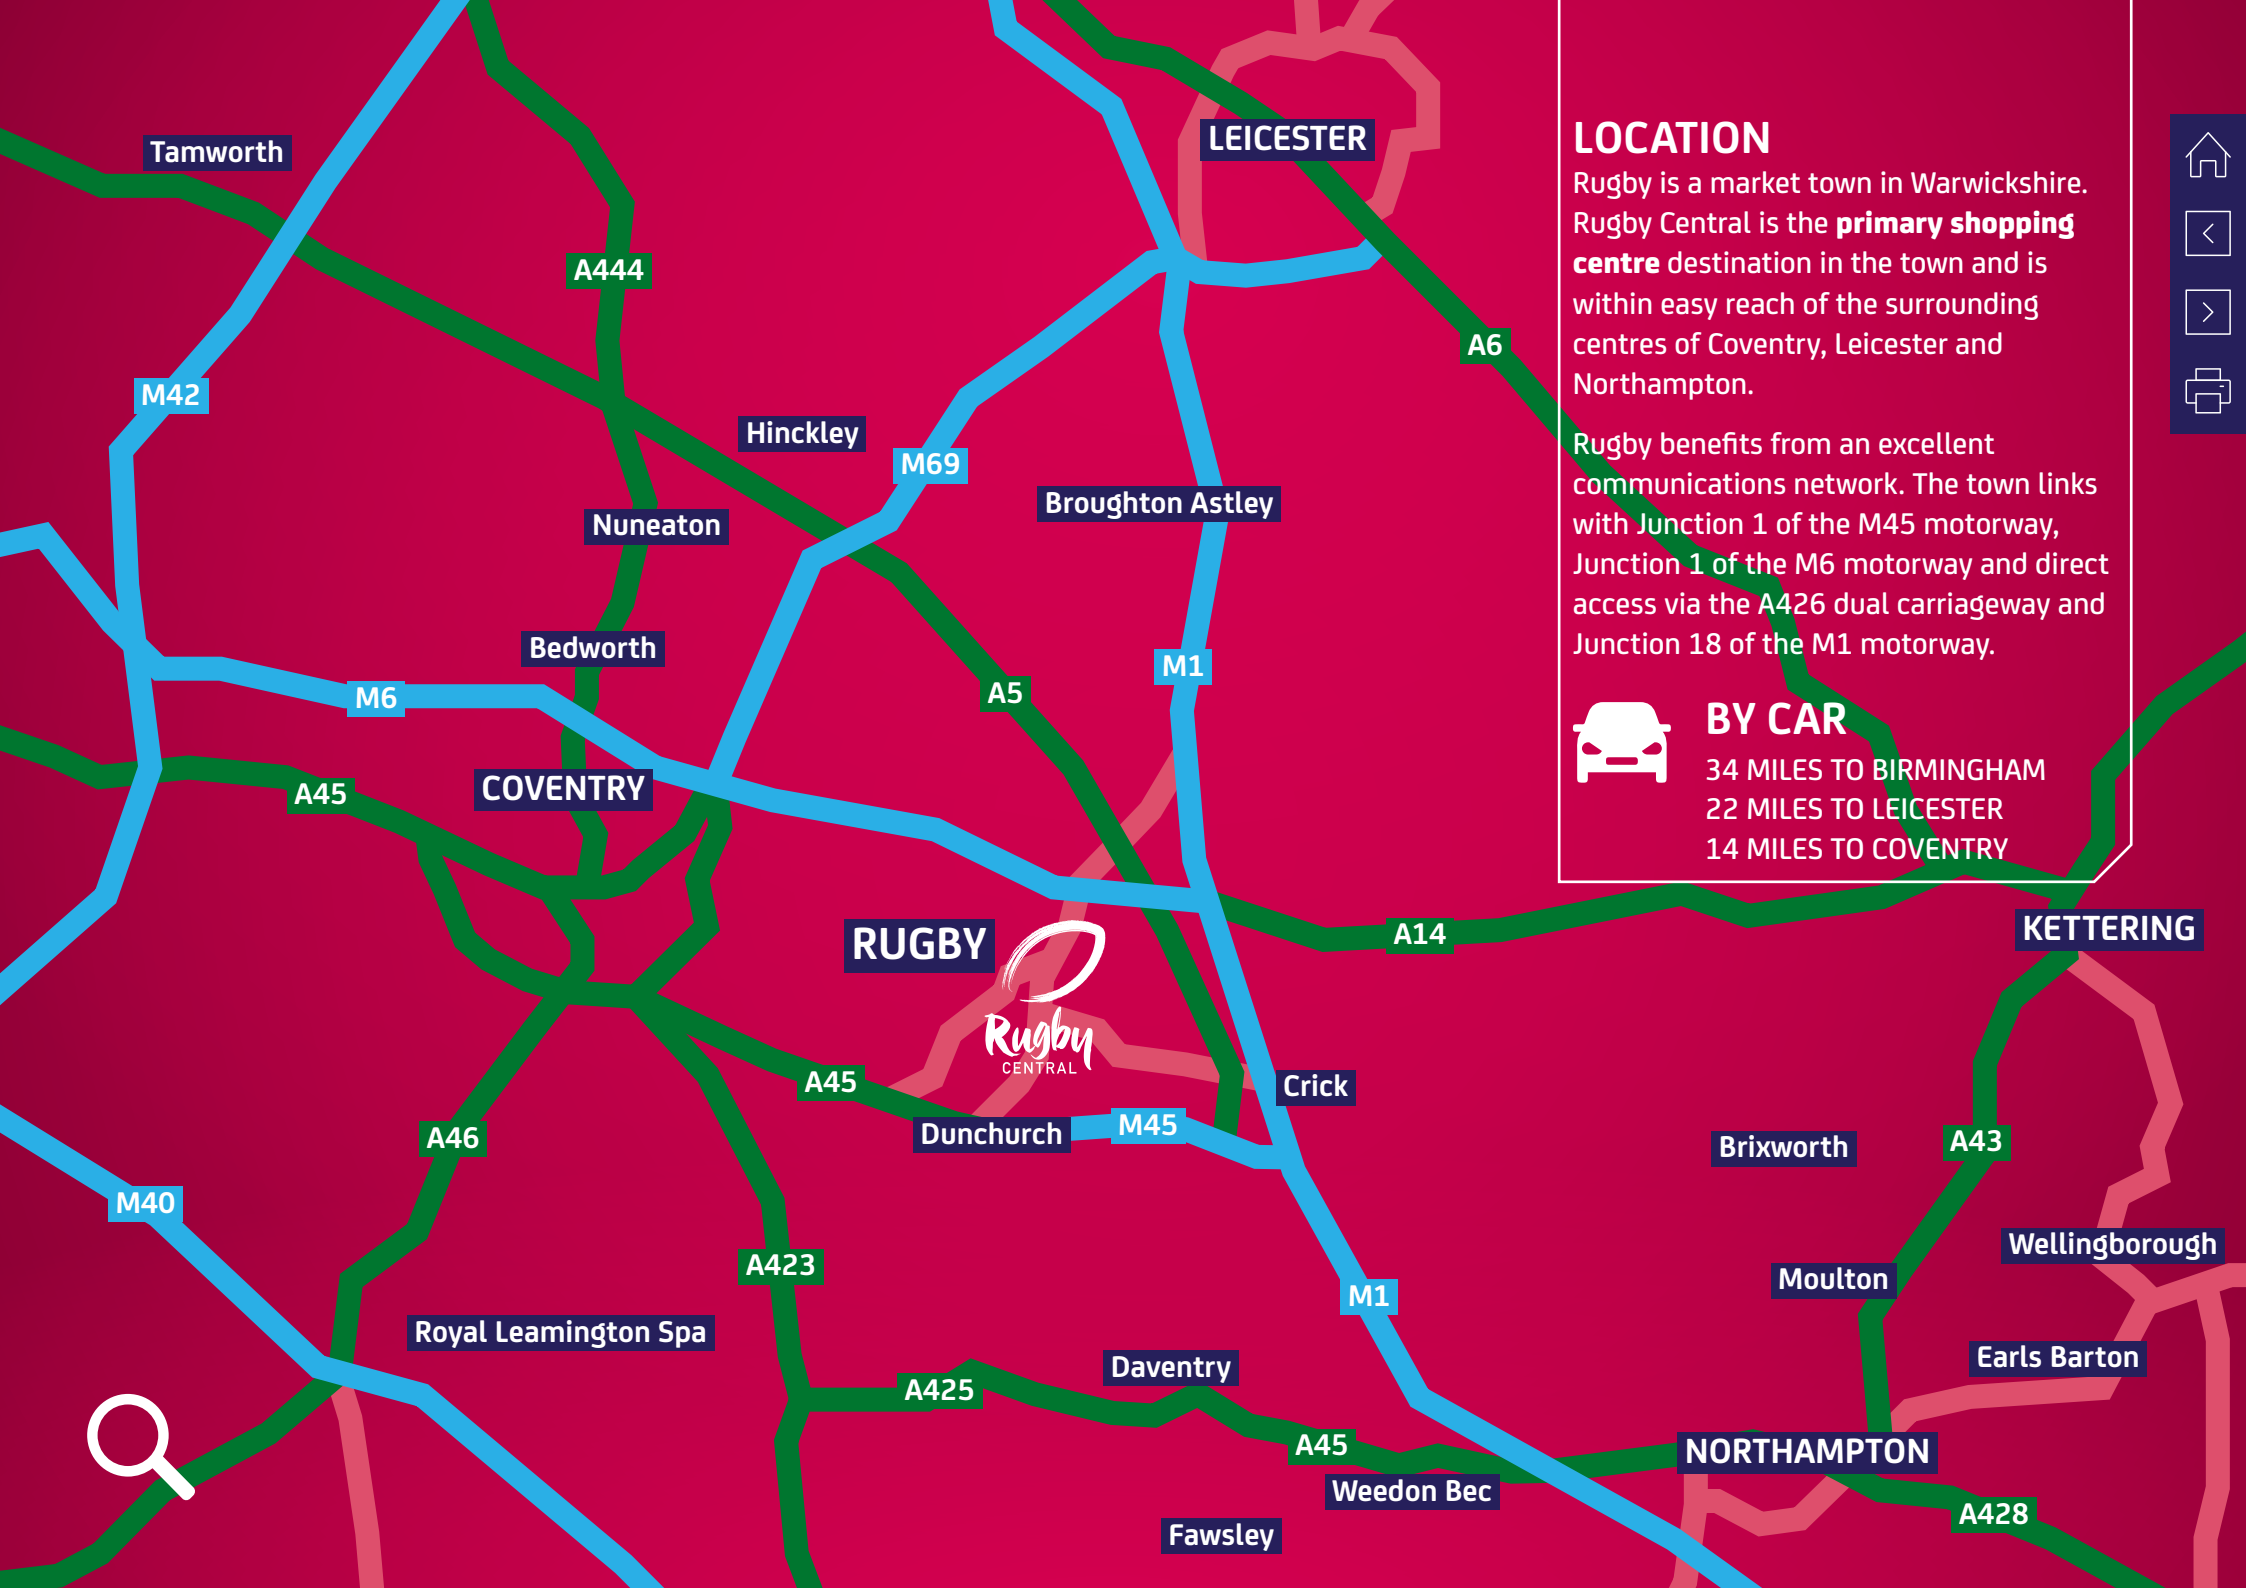 LOCATION
Rugby is a market town in Warwickshire.
Rugby Central is the primary shopping
centre destination in the town and is
within easy reach of the surrounding
centres of Coventry, Leicester and
Northampton.
Rugby benefits from an excellent
communications network. The town links
with Junction 1 of the M45 motorway,
Junction 1 of the M6 motorway and direct
access via the A426 dual carriageway and
Junction 18 of the M1 motorway.
BY CAR
34 MILES TO BIRMINGHAM
22 MILES TO LEICESTER
14 MILES TO COVENTRY
Tamworth
LEICESTER
A444
A6
M42
Hinckley
M69
Broughton Astley
Nuneaton
Bedworth
M1
A5
M6
COVENTRY
A45
RUGBY
A14
KETTERING
Rugby
CENTRAL
A45
Crick
Dunchurch
M45
A46
Brixworth
A43
M40
Wellingborough
A423
Moulton
M1
Royal Leamington Spa
Earls Barton
Daventry
A425
A45
NORTHAMPTON
Weedon Bec
A428
Fawsley